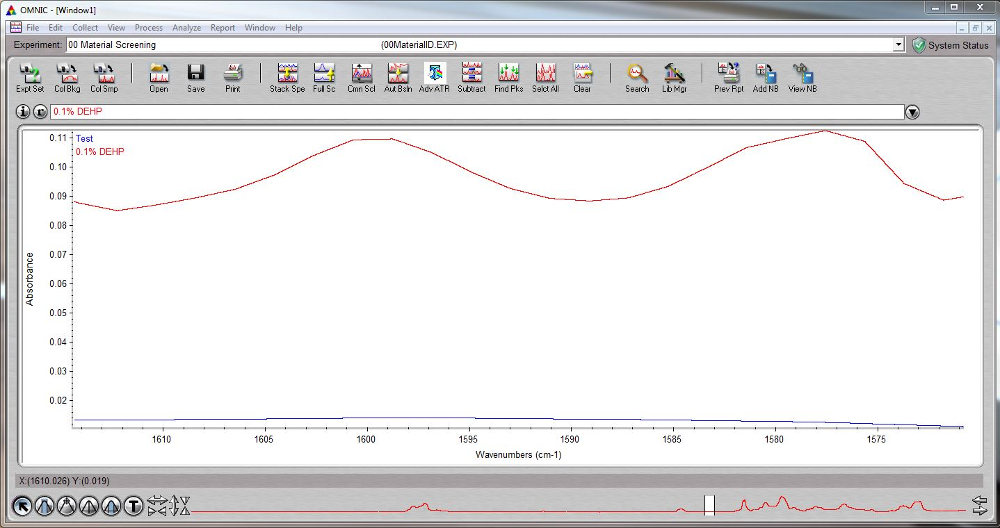 OMNIC - [Window1]
File Edit Collect View Process Analyze Report Window Help
Experiment: 00 Material Screening (00MaterialID.EXP) System Status
Expt Set Col Bkg Col Smp Open Save Print Stack Spe Full Sc Cmn Scl Aut Bsln Adv ATR Subtract Find Pks Selct All Clear Search Lib Mgr Prev Rpt Add NB View NB
0.1% DEHP
Test
0.1% DEHP
0.11
0.10
0.09
0.08
0.07
0.06
0.05
0.04
0.03
0.02
Absorbance
1610 1605 1600 1595 1590 1585 1580 1575
Wavenumbers (cm-1)
X:(1610.026) Y:(0.019)
T